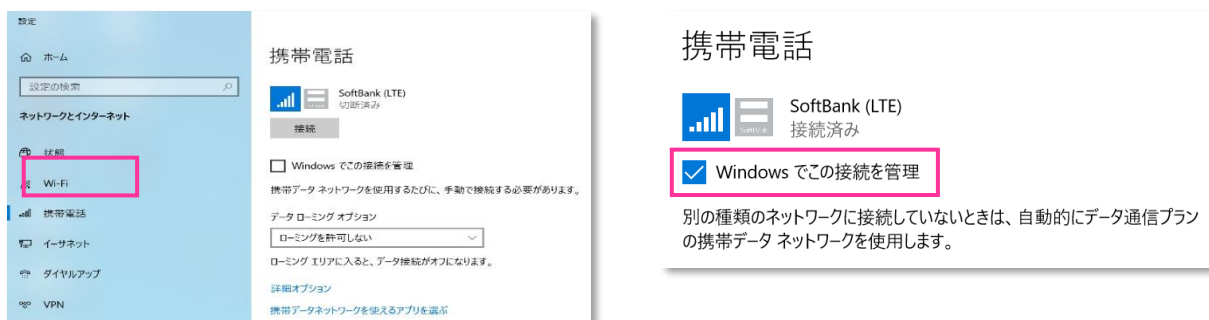 設定
ホーム
設定の検索
ネットワークとインターネット
状態
Wi-Fi
携帯電話
イーサネット
ダイヤルアップ
VPN
携帯電話
SoftBank (LTE)
切断済み
接続
Windows でこの接続を管理
携帯データ ネットワークを使用するたびに、手動で接続する必要があります。
データ ローミング オプション
ローミングを許可しない
ローミング エリアに入ると、データ接続がオフになります。
詳細オプション
携帯データネットワークを使えるアプリを選ぶ
携帯電話
SoftBank
SoftBank (LTE)
接続済み
Windows でこの接続を管理
別の種類のネットワークに接続していないときは、自動的にデータ通信プラン
の携帯データ ネットワークを使用します。